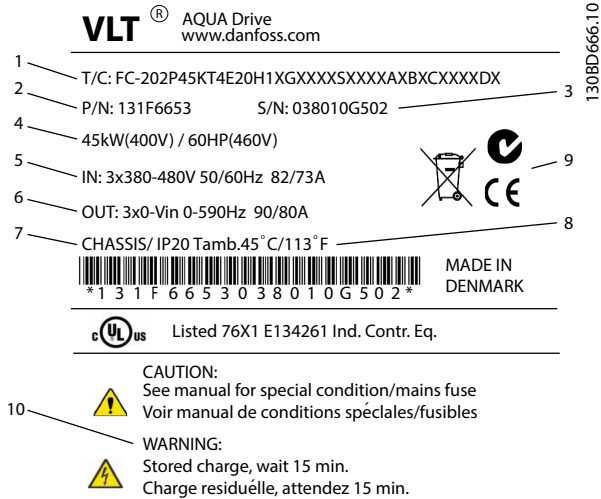 VLT ® AQUA Drive
www.danfoss.com
130BD666.10
1
T/C: FC-202P45KT4E20H1XGXXXXSXXXXAXBXCXXXXDX
2
P/N: 131F6653 S/N: 038010G502
3
4
45kW(400V) / 60HP(460V)
5
IN: 3x380-480V 50/60Hz 82/73A
9
CE
6
OUT: 3x0-Vin 0-590Hz 90/80A
7
CHASSIS/ IP20 Tamb.45˚C/113˚F
8
*131F6653038010G502*
MADE IN
DENMARK
c UL us Listed 76X1 E134261 Ind. Contr. Eq.
CAUTION:
See manual for special condition/mains fuse
Voir manual de conditions spéclales/fusibles
10
WARNING:
Stored charge, wait 15 min.
Charge residuélle, attendez 15 min.